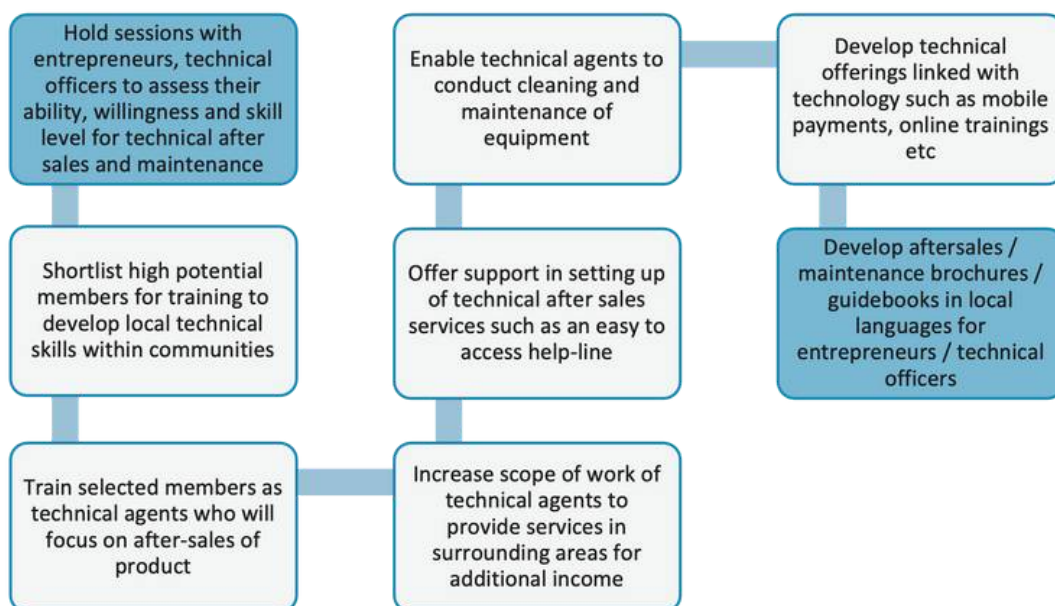 Hold sessions with
entrepreneurs, technical
officers to assess their
ability, willingness and skill
level for technical after
sales and maintenance
Shortlist high potential
members for training to
develop local technical
skills within communities
Train selected members as
technical agents who will
focus on after-sales of
product
Increase scope of work of
technical agents to
provide services in
surrounding areas for
additional income
Offer support in setting up
of technical after sales
services such as an easy to
access help-line
Enable technical agents to
conduct cleaning and
maintenance of
equipment
Develop technical
offerings linked with
technology such as mobile
payments, online trainings
etc
Develop aftersales /
maintenance brochures /
guidebooks in local
languages for
entrepreneurs / technical
officers